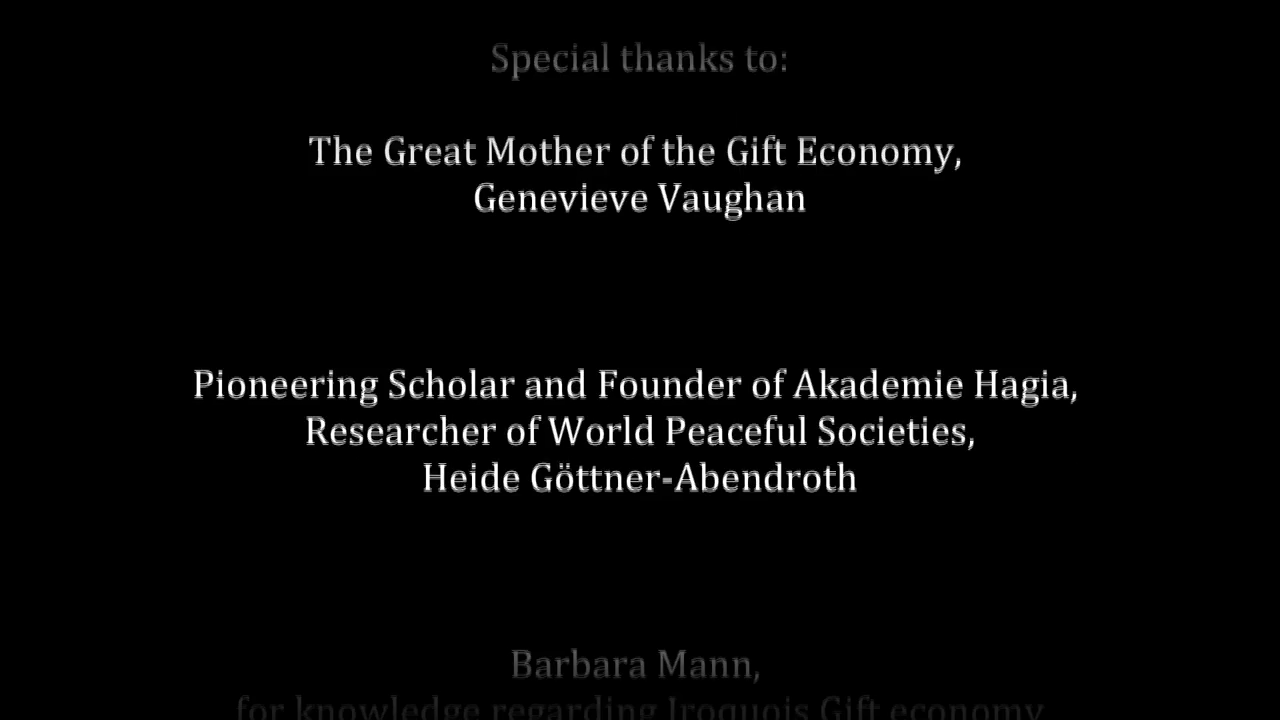 Special thanks to:
The Great Mother of the Gift Economy,
Genevieve Vaughan
Pioneering Scholar and Founder of Akademie Hagia,
Researcher of World Peaceful Societies,
Heide Göttner-Abendroth
Barbara Mann,
for knowledge regarding Iroquois Gift economy